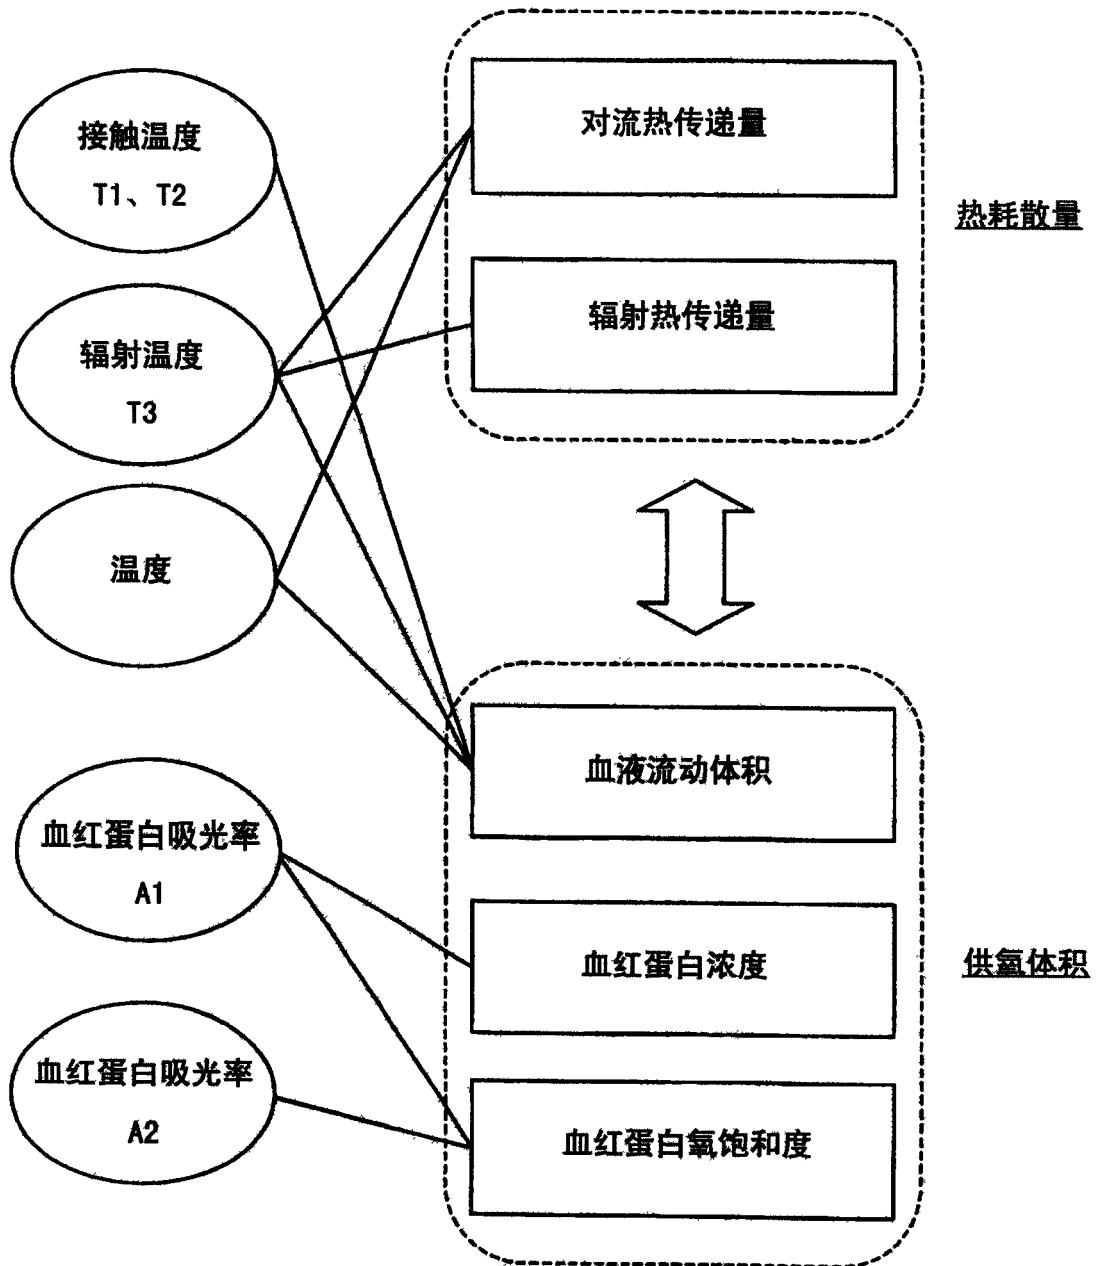 接触温度
T1、T2
辐射温度
T3
温度
血红蛋白吸光率
A1
血红蛋白吸光率
A2
对流热传递量
辐射热传递量
热耗散量
血液流动体积
血红蛋白浓度
血红蛋白氧饱和度
供氧体积